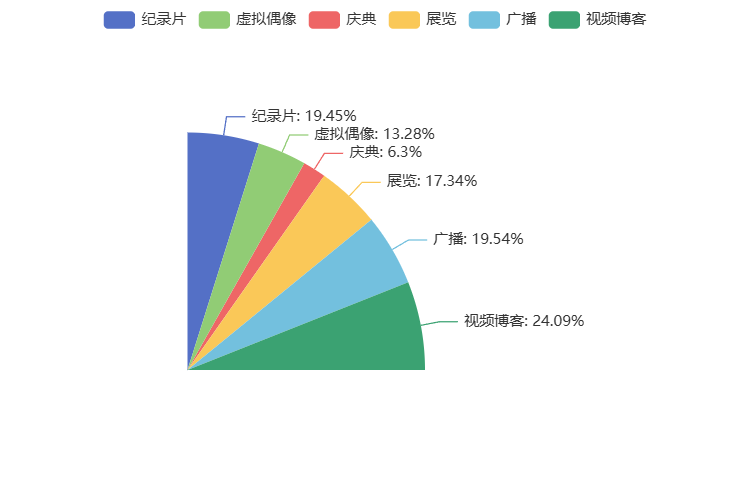 纪录片 虚拟偶像 庆典 展览 广播 视频博客
纪录片: 19.45%
虚拟偶像: 13.28%
庆典: 6.3%
展览: 17.34%
广播: 19.54%
视频博客: 24.09%